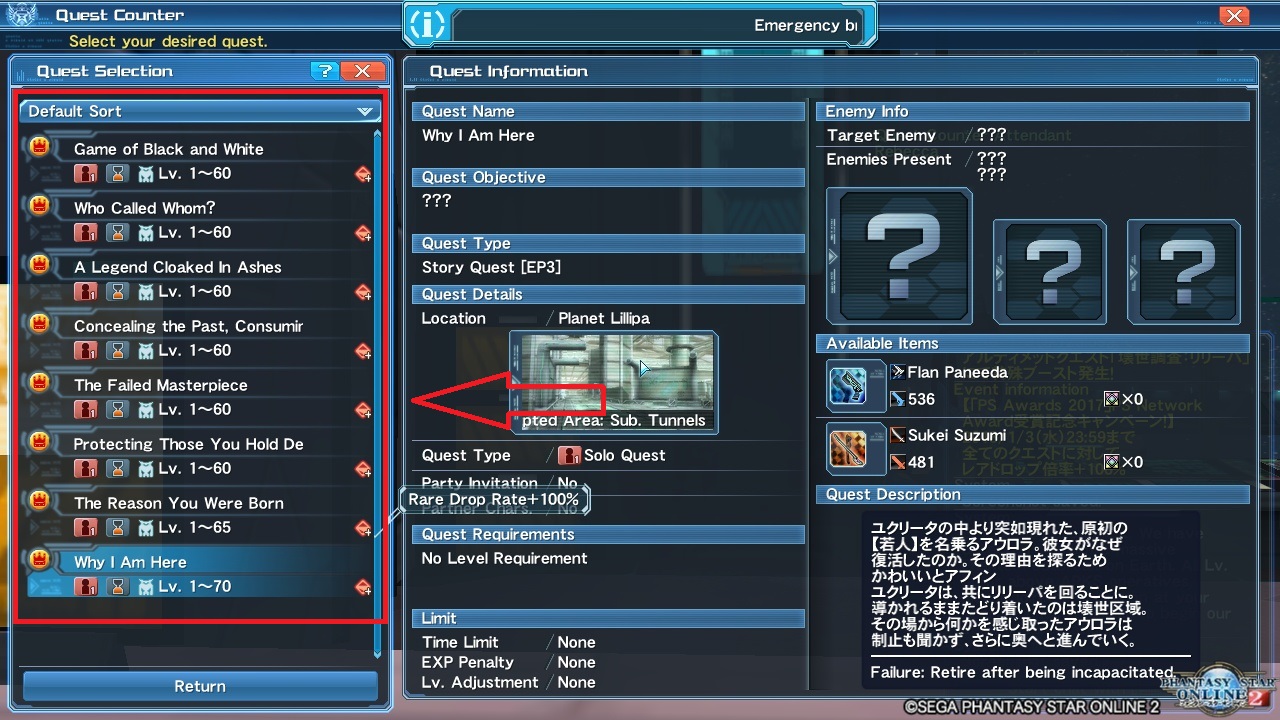 Quest Counter
Select your desired quest.
Emergency
Quest Selection
?
Default Sort
Game of Black and White
Lv. 1～60
Who Called Whom?
Lv. 1～60
A Legend Cloaked In Ashes
Lv. 1～60
Concealing the Past, Consumir
Lv. 1～60
The Failed Masterpiece
Lv. 1～60
Protecting Those You Hold De
Lv. 1～60
The Reason You Were Born
Lv. 1～65
Why I Am Here
Lv. 1～70
Return
Quest Information
Quest Name
Why I Am Here
Quest Objective
???
Quest Type
Story Quest [EP3]
Quest Details
Location / Planet Lillipa
pted Area: Sub. Tunnels
Quest Type / Solo Quest
Party Invitation / No
Partner Chars. / No
Rare Drop Rate+100%
Quest Requirements
No Level Requirement
Limit
Time Limit / None
EXP Penalty / None
Lv. Adjustment / None
Enemy Info
Target Enemy / ???
Enemies Present / ???
???
?
?
?
Available Items
Flan Paneeda
536 ×0
Sukei Suzumi
481 ×0
Quest Description
ユクリータの中より突如現れた、原初の
【若人】を名乗るアウロラ。彼女がなぜ
復活したのか。その理由を探るため
かわいいとアフィン
ユクリータは、共にリリーパを回ることに。
導かれるままたどり着いたのは壊世区域。
その場から何かを感じ取ったアウロラは
制止も聞かず、さらに奥へと進んでいく。
Failure: Retire after being incapacitated
PHANTASY STAR
ONLINE 2
©SEGA PHANTASY STAR ONLINE 2